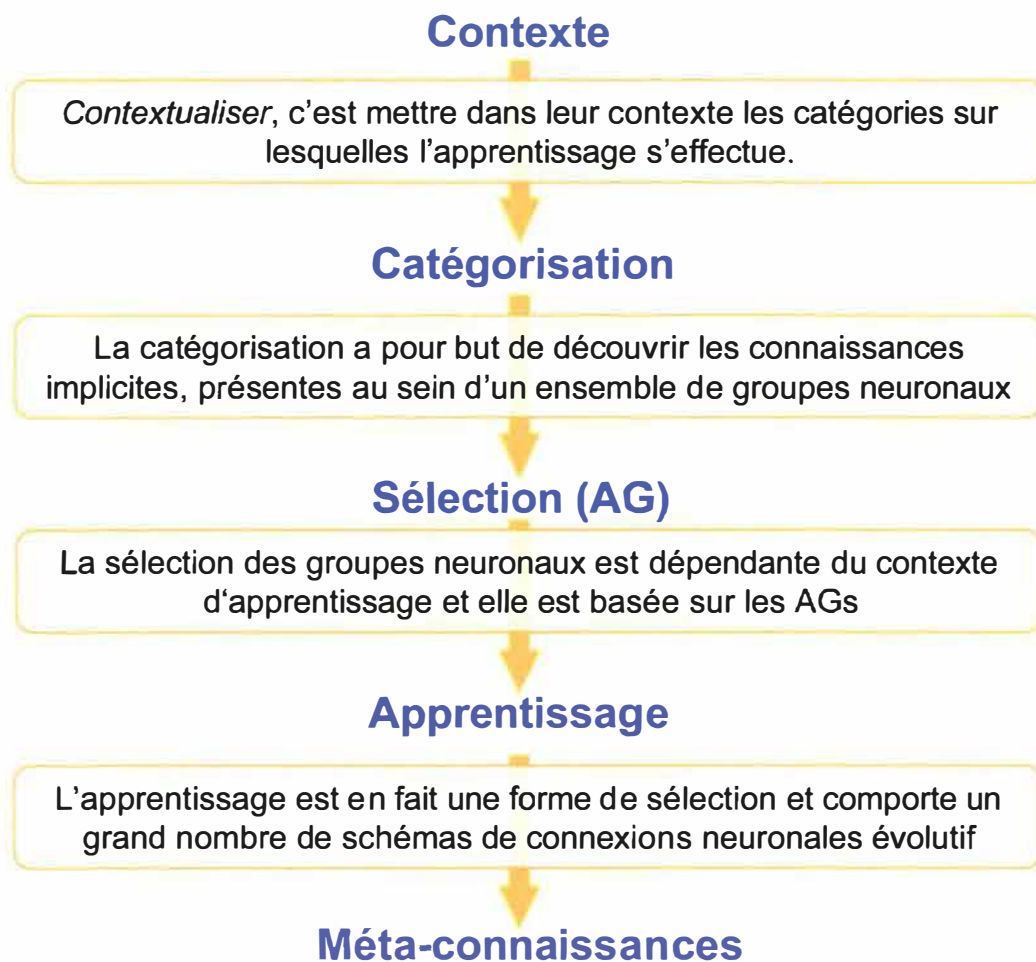 Contexte
Contextualiser, c’est mettre dans leur contexte les catégories sur
lesquelles l’apprentissage s’effectue.
Catégorisation
La catégorisation a pour but de découvrir les connaissances
implicites, présentes au sein d’un ensemble de groupes neuronaux
Sélection (AG)
La sélection des groupes neuronaux est dépendante du contexte
d‘apprentissage et elle est basée sur les AGs
Apprentissage
L’apprentissage est en fait une forme de sélection et comporte un
grand nombre de schémas de connexions neuronales évolutif
Méta-connaissances